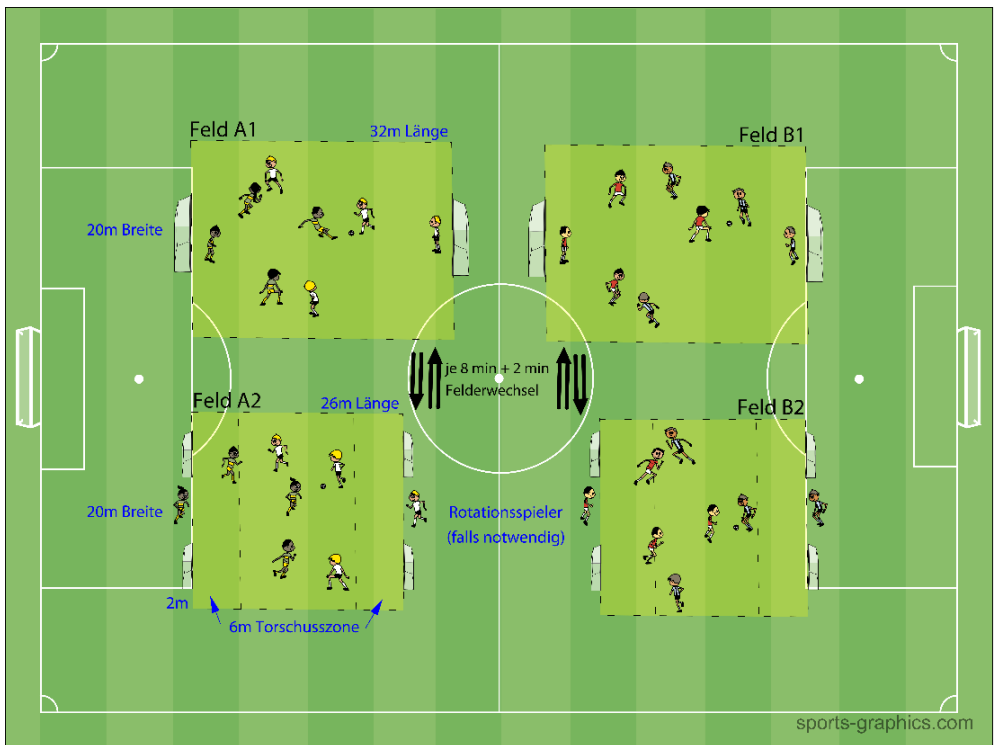 Feld A1
32m Länge
Feld B1
20m Breite
je 8 min + 2 min
Felderwechsel
Feld A2
26m Länge
Feld B2
20m Breite
Rotationsspieler
(falls notwendig)
2m
6m Torschusszone
sports-graphics.com